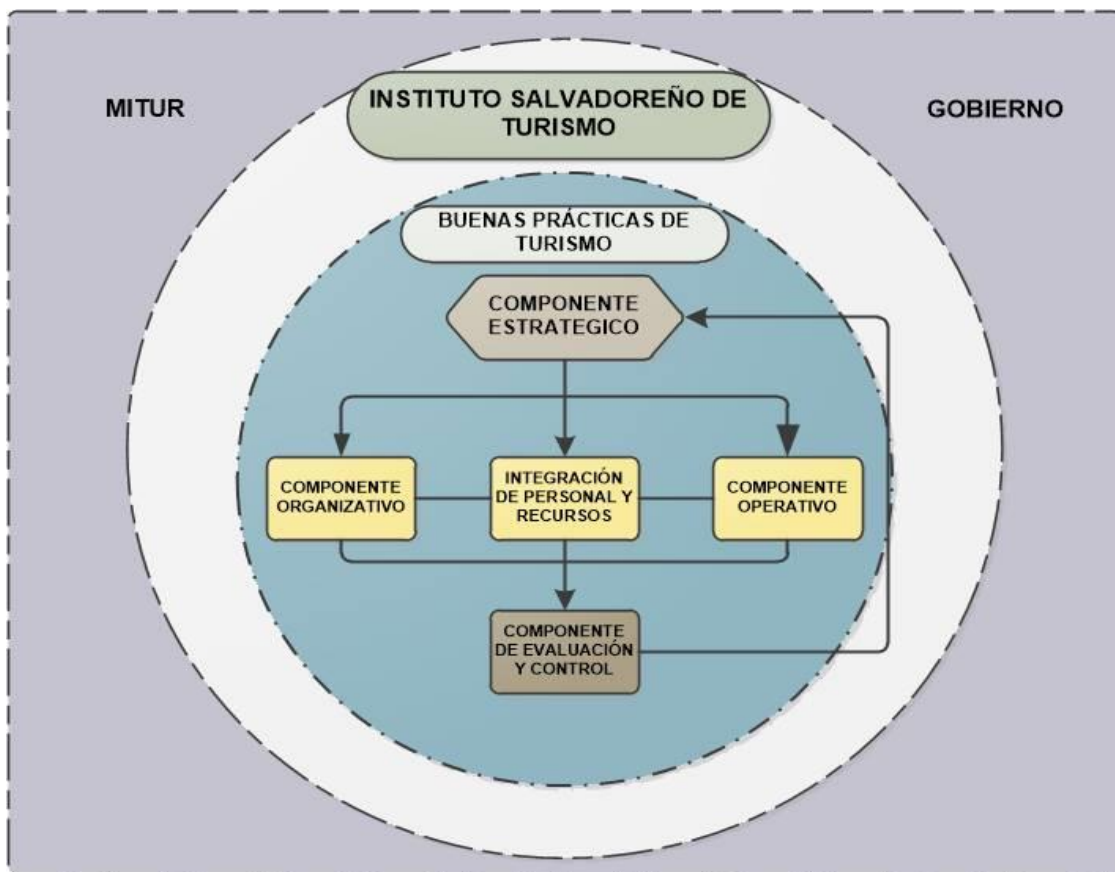 MITUR
INSTITUTO SALVADOREÑO DE
TURISMO
GOBIERNO
BUENAS PRÁCTICAS DE
TURISMO
COMPONENTE
ESTRATEGICO
COMPONENTE
ORGANIZATIVO
INTEGRACIÓN
DE PERSONAL Y
RECURSOS
COMPONENTE
OPERATIVO
COMPONENTE
DE EVALUACIÓN
Y CONTROL